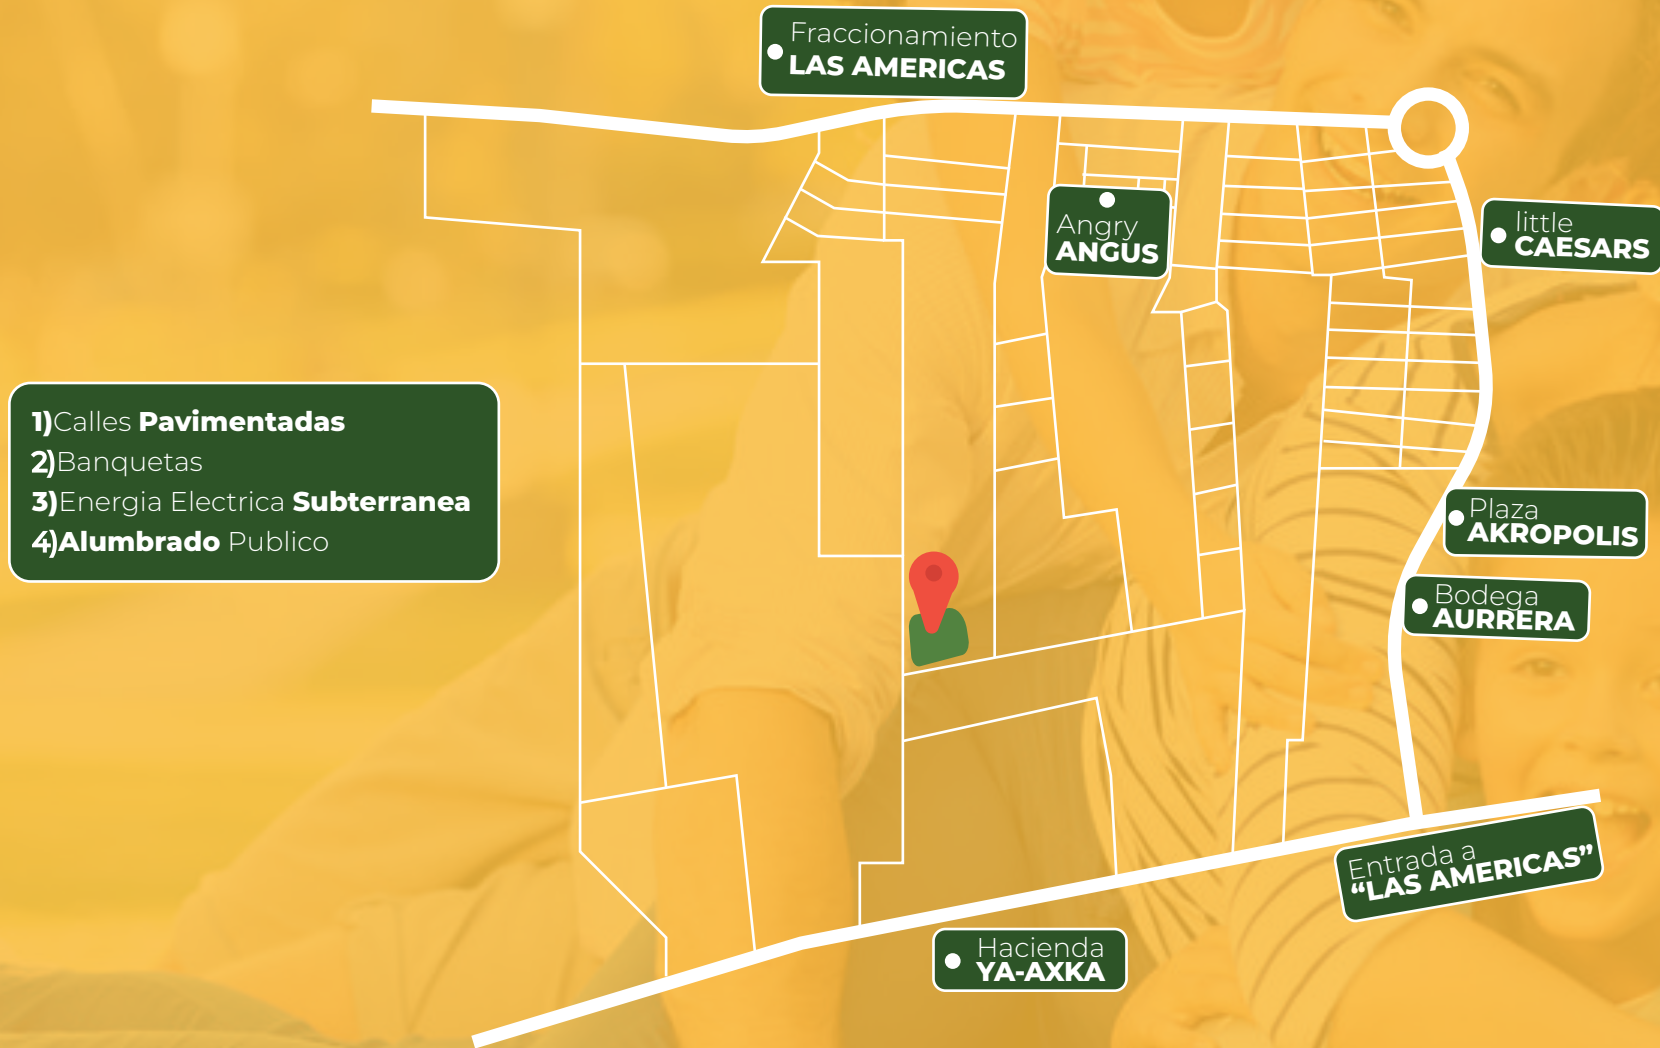 Fraccionamiento
LAS AMERICAS
Angry
ANGUS
little
CAESARS
1)Calles Pavimentadas
2)Banquetas
3)Energia Electrica Subterranea
4)Alumbrado Publico
Plaza
AKROPOLIS
Bodega
AURRERA
Entrada a
“LAS AMERICAS”
Hacienda
YA-AXKA